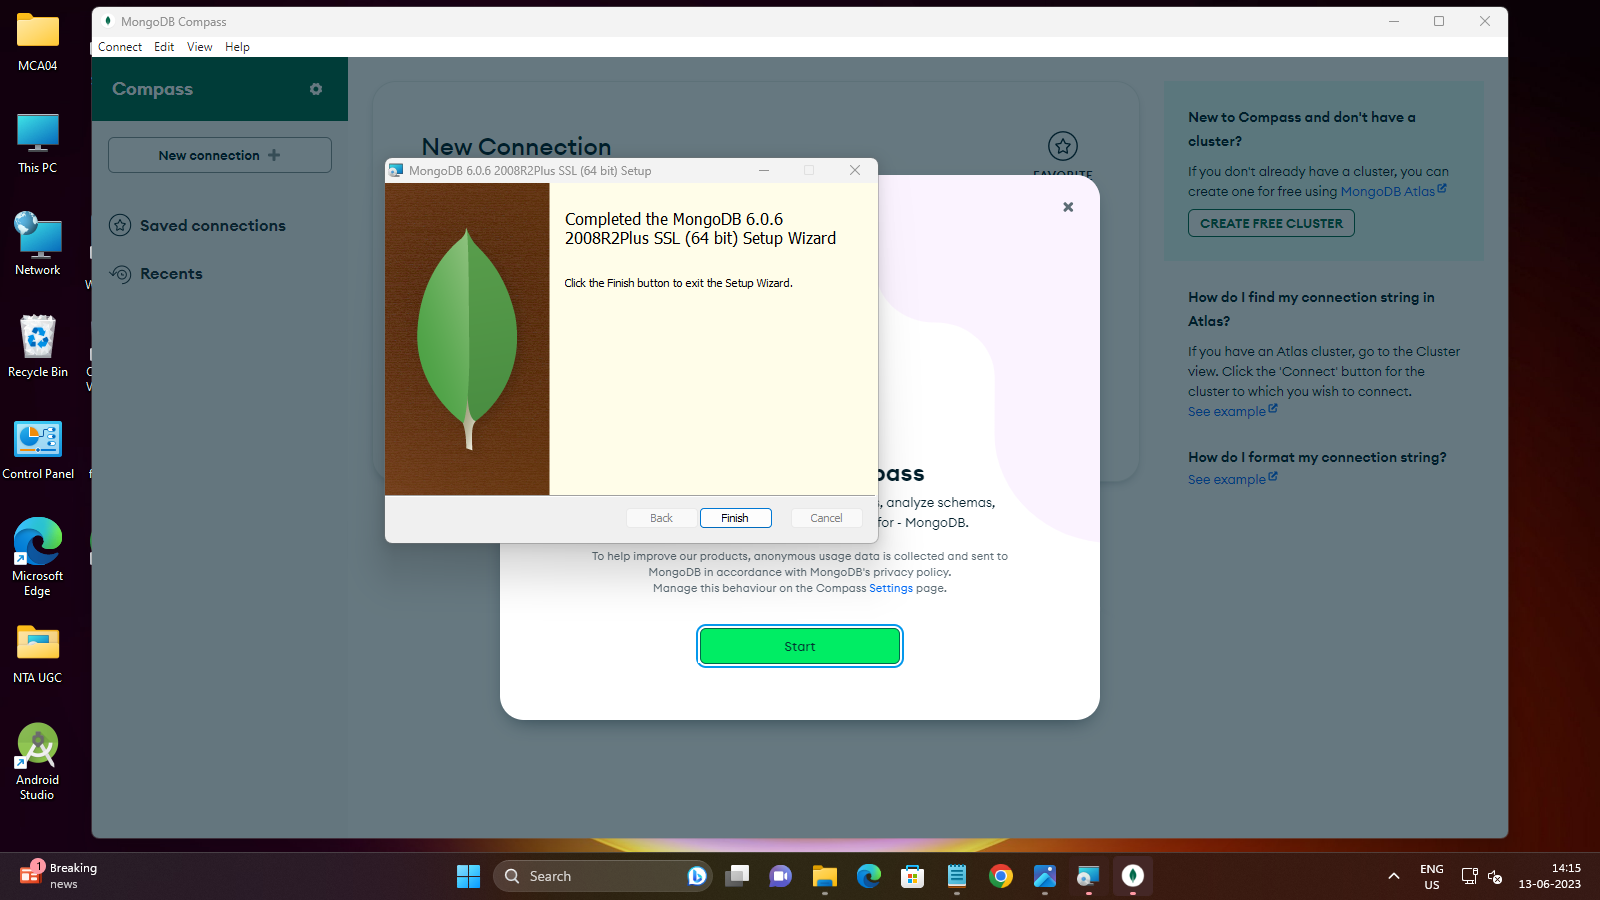 MCA04
This PC
Network
Recycle Bin
Control Panel
Microsoft
Edge
NTA UGC
Android
Studio
MongoDB Compass
Connect Edit View Help
Compass
New connection
Saved connections
Recents
New Connection
FAVORITE
MongoDB 6.0.6 2008R2Plus SSL (64 bit) Setup
Completed the MongoDB 6.0.6
2008R2Plus SSL (64 bit) Setup Wizard
Click the Finish button to exit the Setup Wizard.
Back Finish Cancel
pass
, analyze schemas,
for - MongoDB.
To help improve our products, anonymous usage data is collected and sent to
MongoDB in accordance with MongoDB's privacy policy.
Manage this behaviour on the Compass Settings page.
Start
New to Compass and don't have a
cluster?
If you don't already have a cluster, you can
create one for free using MongoDB Atlas
CREATE FREE CLUSTER
How do I find my connection string in
Atlas?
If you have an Atlas cluster, go to the Cluster
view. Click the 'Connect' button for the
cluster to which you wish to connect.
See example
How do I format my connection string?
See example
1
Breaking
news
Search
ENG
US
14:15
13-06-2023